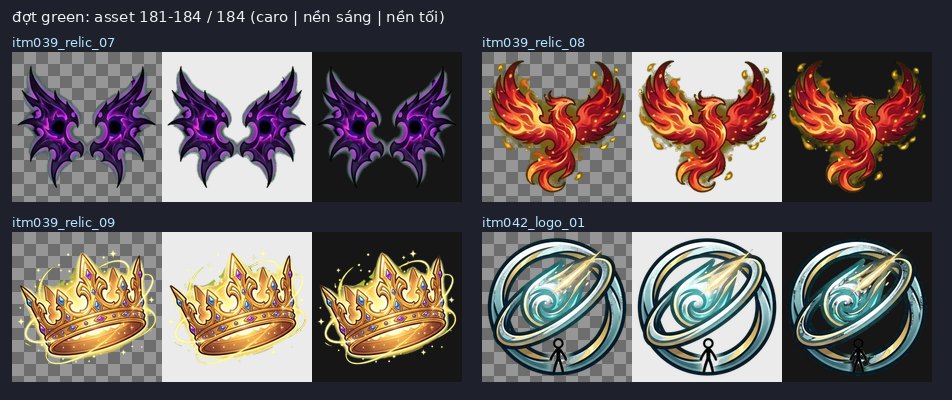 đợt green: asset 181-184 / 184 (caro | nền sáng | nền tối)
itm039_relic_07
itm039_relic_08
itm039_relic_09
itm042_logo_01